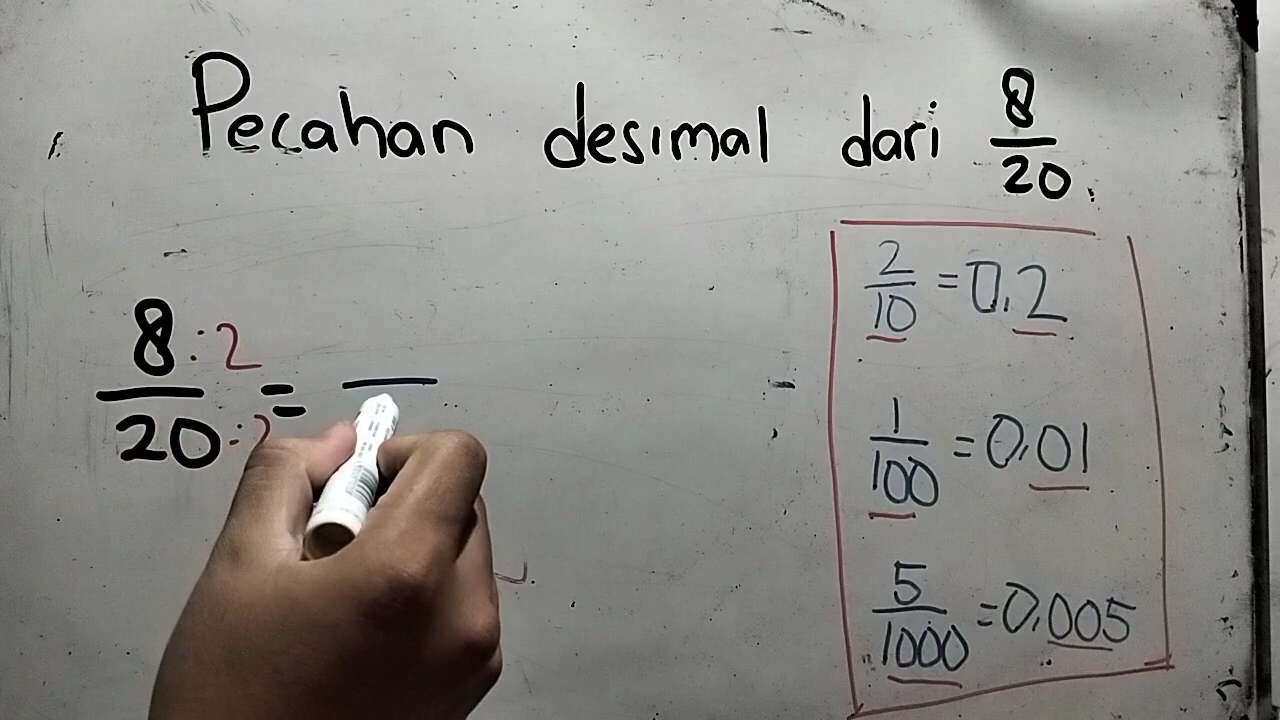 Pecahan desimal dari 8/20.
8:2/20:2 =
2/10 = 0.2
1/100 = 0.01
5/1000 = 0.005